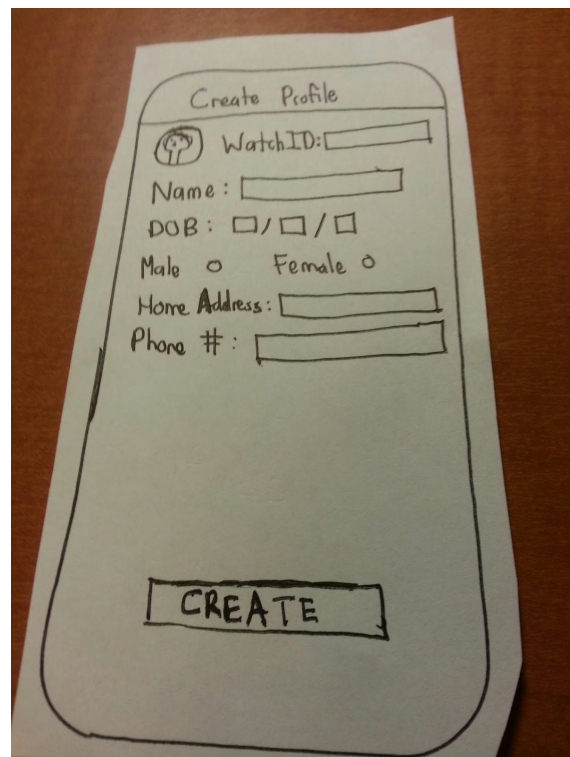 Create Profile
WatchID:
Name:
DOB: / /
Male Female
Home Address:
Phone #:
CREATE